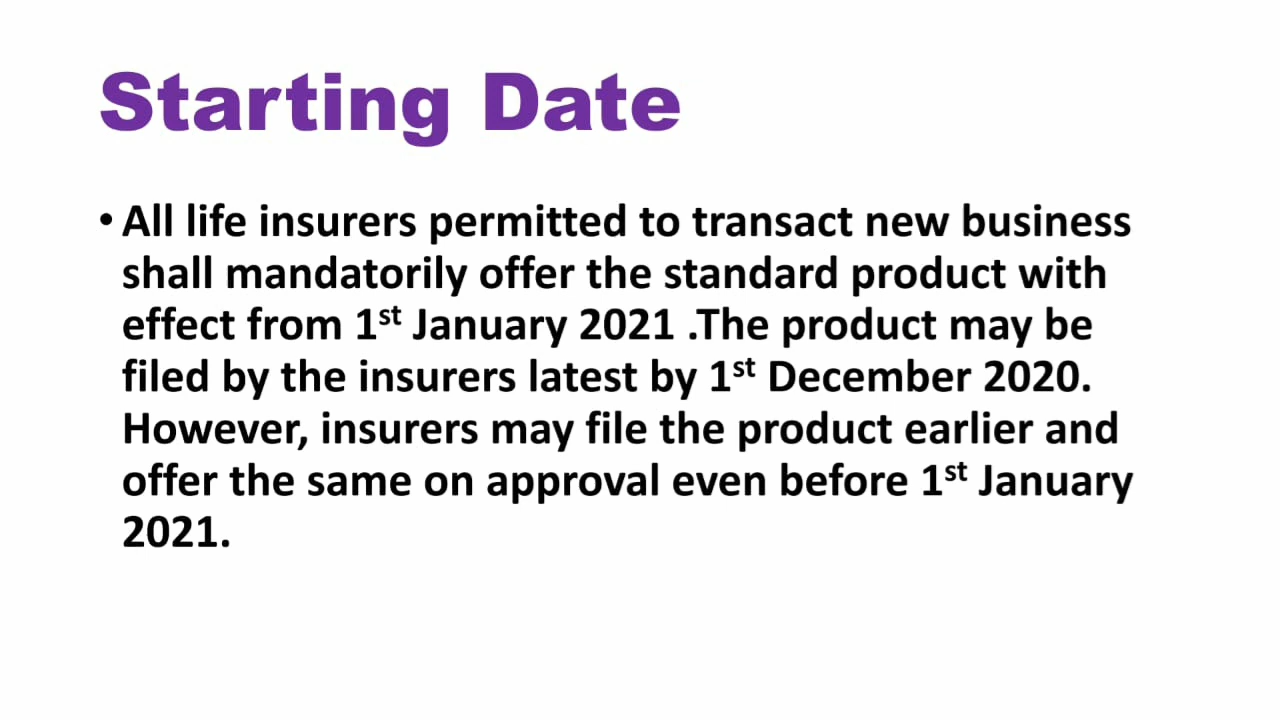 Starting Date
• All life insurers permitted to transact new business
shall mandatorily offer the standard product with
effect from 1st January 2021 .The product may be
filed by the insurers latest by 1st December 2020.
However, insurers may file the product earlier and
offer the same on approval even before 1st January
2021.